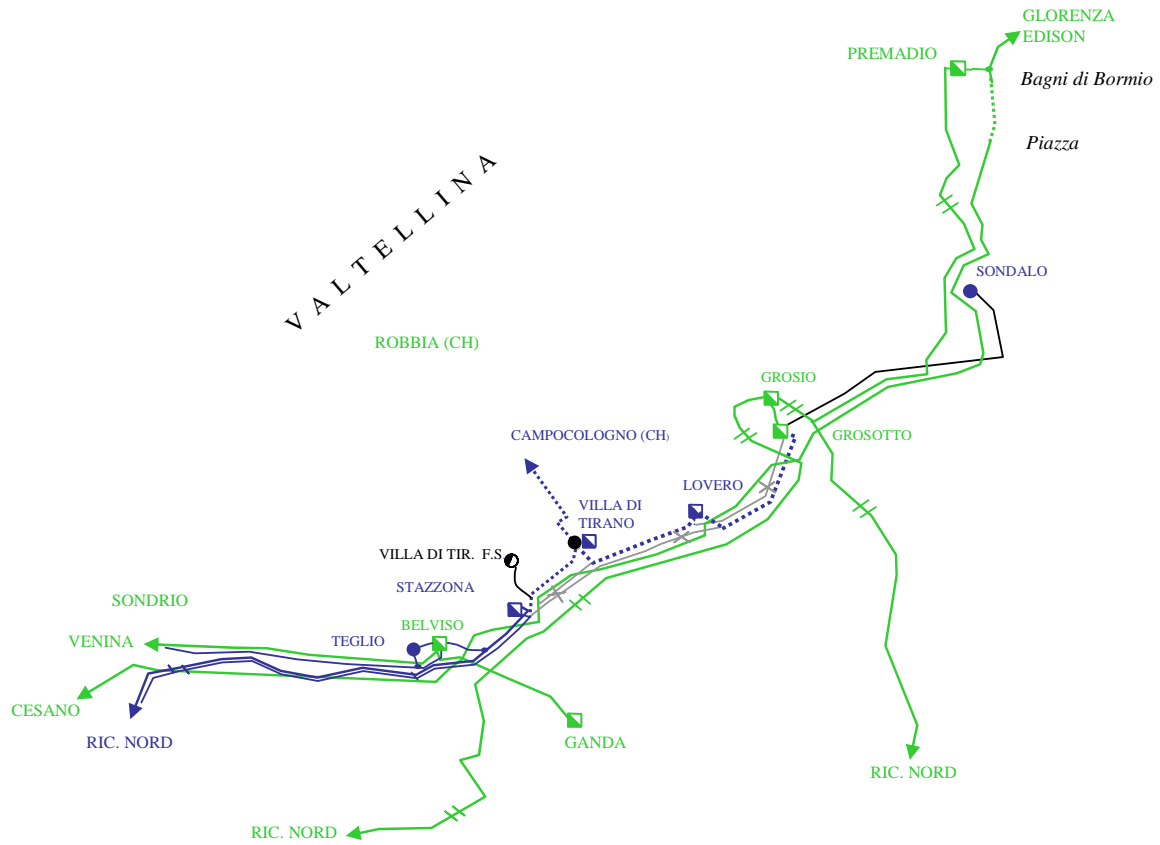 GLORENZA
EDISON
PREMADIO
Bagni di Bormio
Piazza
VALTELLINA
SONDALO
ROBBIA (CH)
GROSIO
GROSOTTO
CAMPOCOLOGNO (CH)
LOVERO
VILLA DI
TIRANO
VILLA DI TIR. F.S
STAZZONA
SONDRIO
BELVISO
TEGLIO
VENINA
CESANO
RIC. NORD
GANDA
RIC. NORD
RIC. NORD